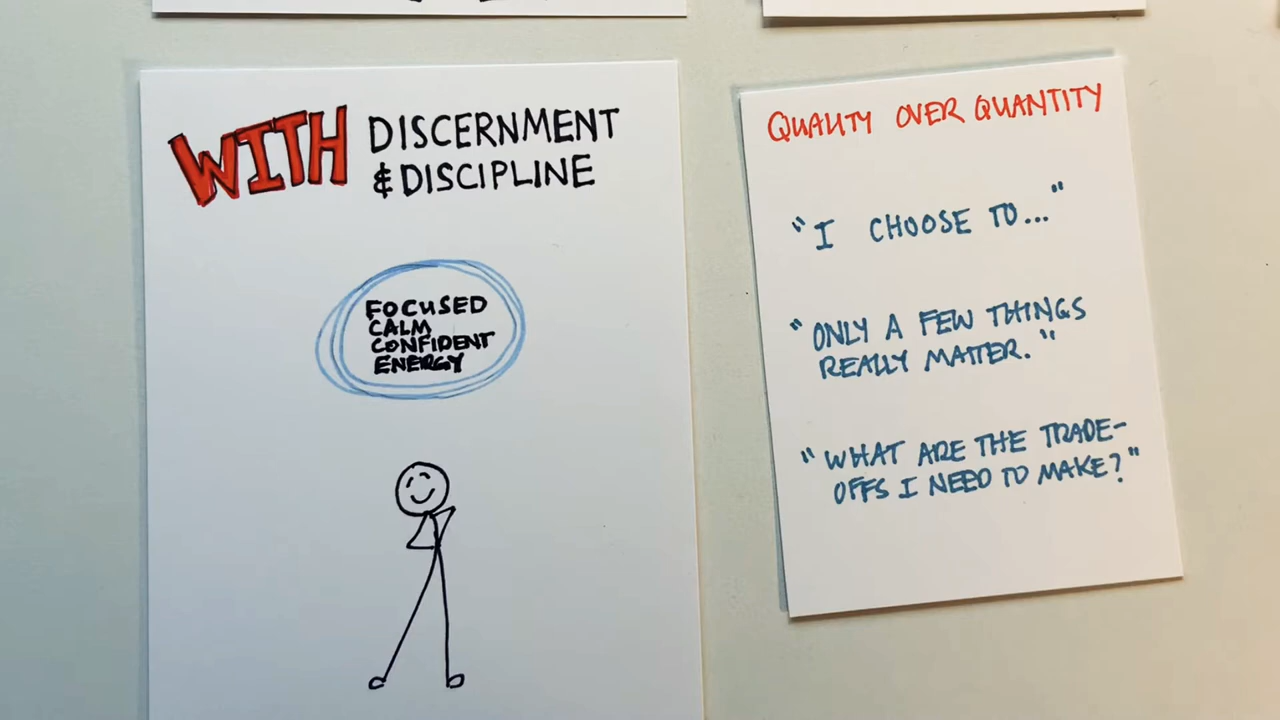 WITH DISCERNMENT
& DISCIPLINE
FOCUSED
CALM
CONFIDENT
ENERGY
QUALITY OVER QUANTITY
"I CHOOSE TO..."
"ONLY A FEW THINGS
REALLY MATTER."
"WHAT ARE THE TRADE-
OFFS I NEED TO MAKE?"